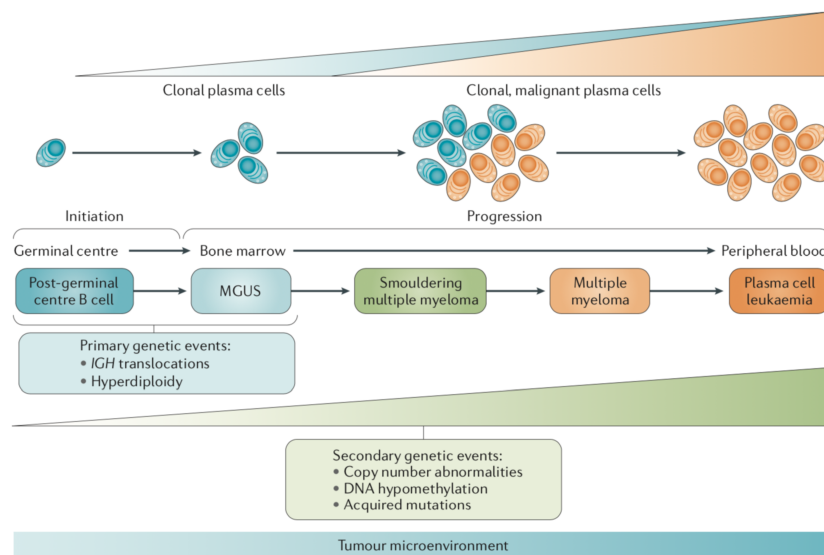 Clonal plasma cells
Clonal, malignant plasma cells
Initiation
Progression
Germinal centre
Bone marrow
Peripheral blood
Post-germinal
centre B cell
MGUS
Smouldering
multiple myeloma
Multiple
myeloma
Plasma cell
leukaemia
Primary genetic events:
• IGH translocations
• Hyperdiploidy
Secondary genetic events:
• Copy number abnormalities
• DNA hypomethylation
• Acquired mutations
Tumour microenvironment